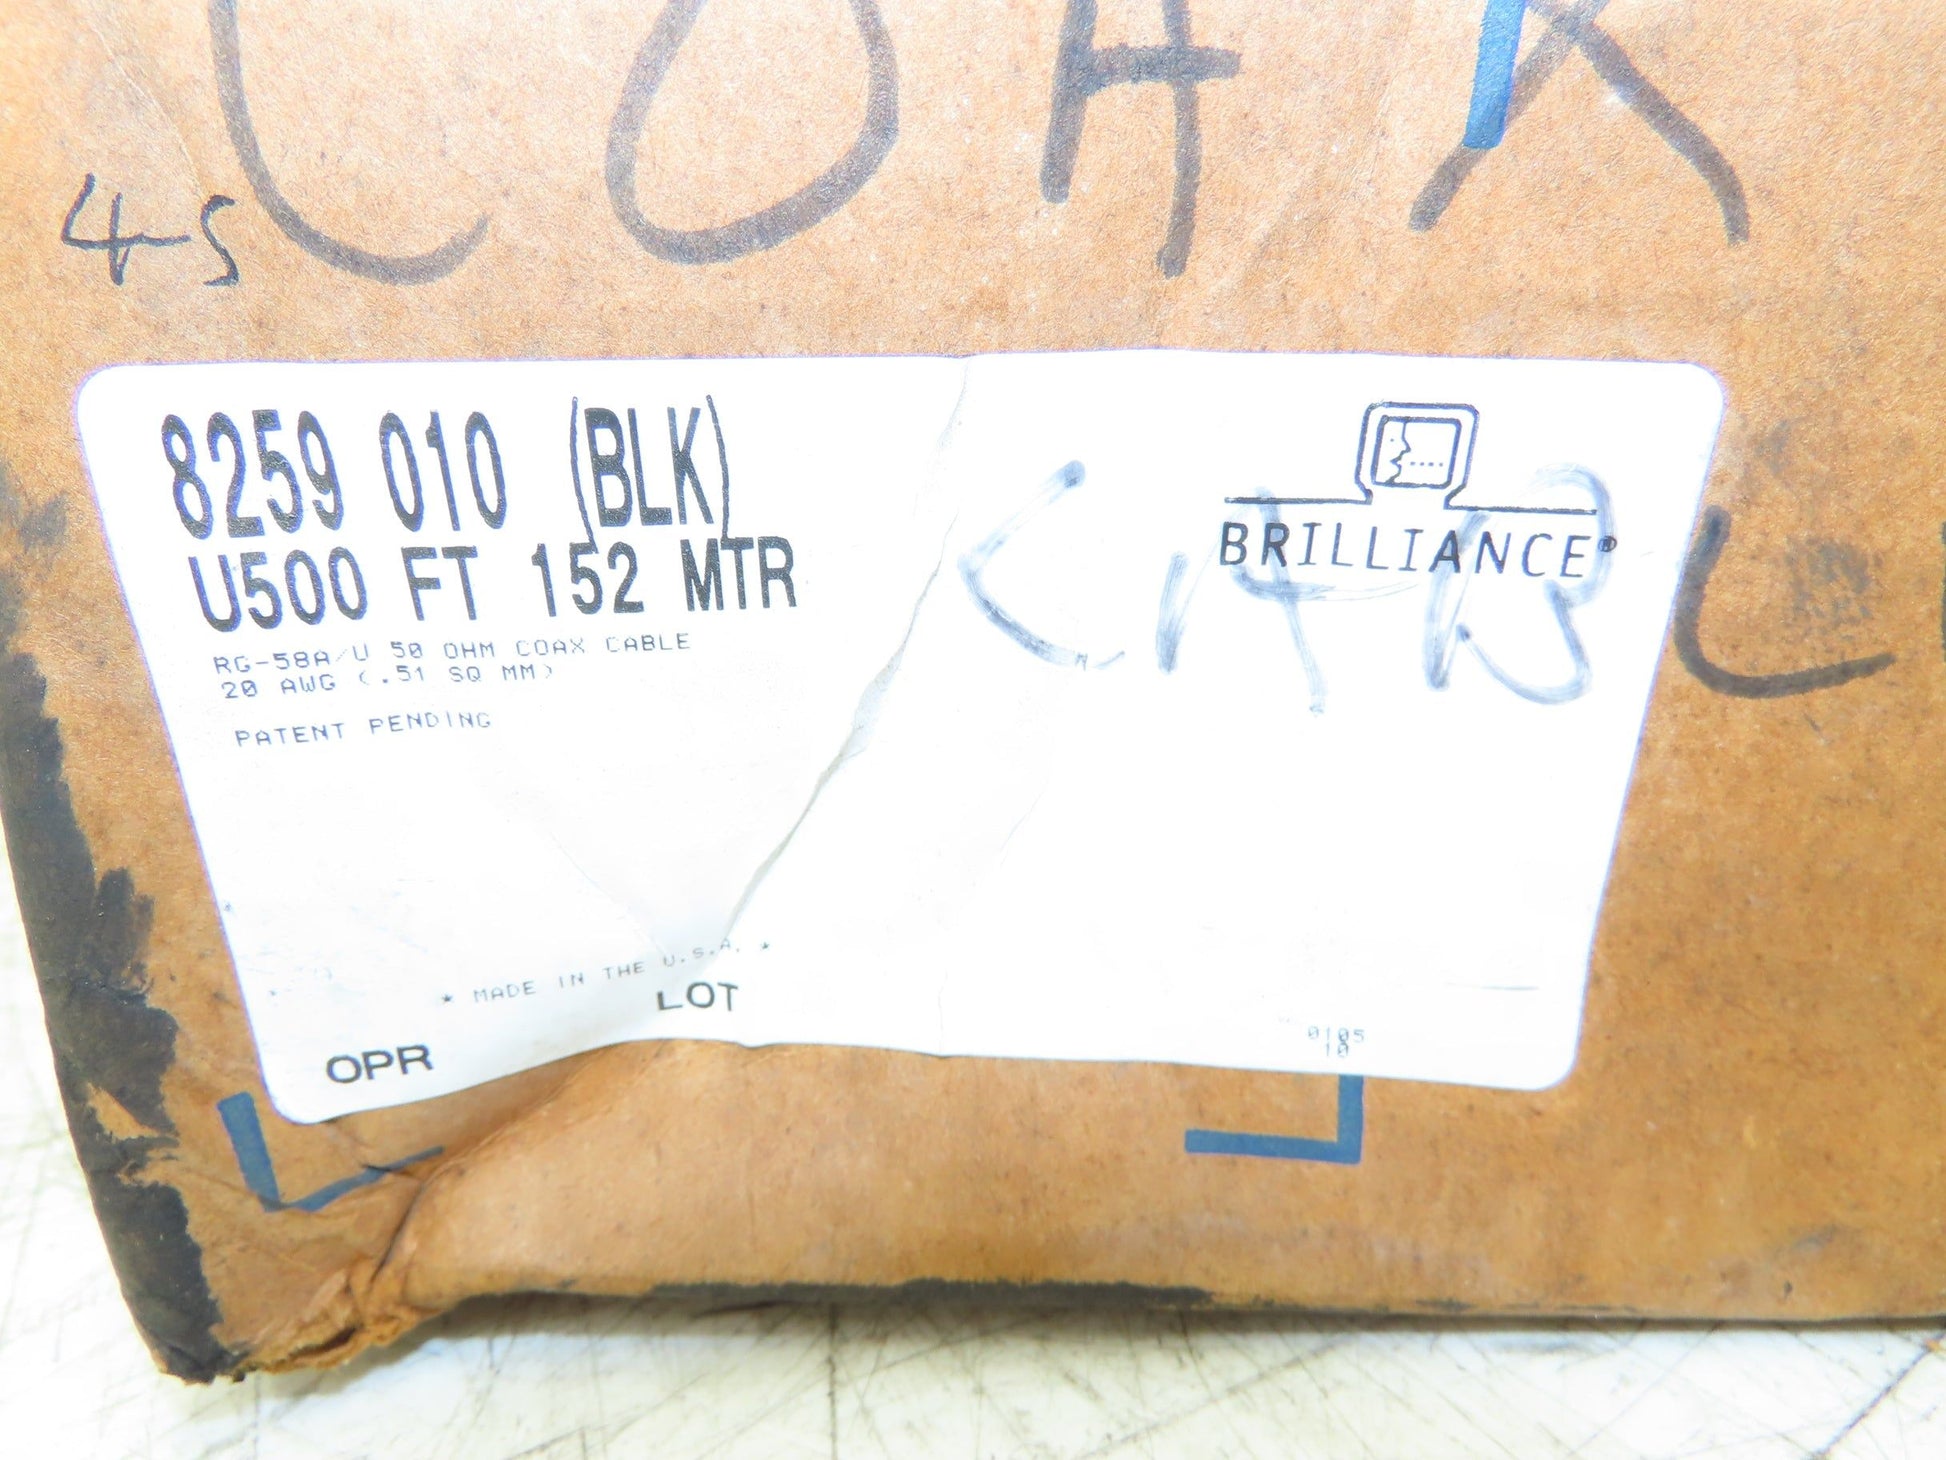 COAX
45
8259 010 (BLK)
U500 FT 152 MTR
RG-58A/U 50 OHM COAX CABLE
20 AWG (.51 SQ MM)
PATENT PENDING
BRILLIANCE®
CABL
* MADE IN THE U.S.A. *
LOT
OPR
0105
10